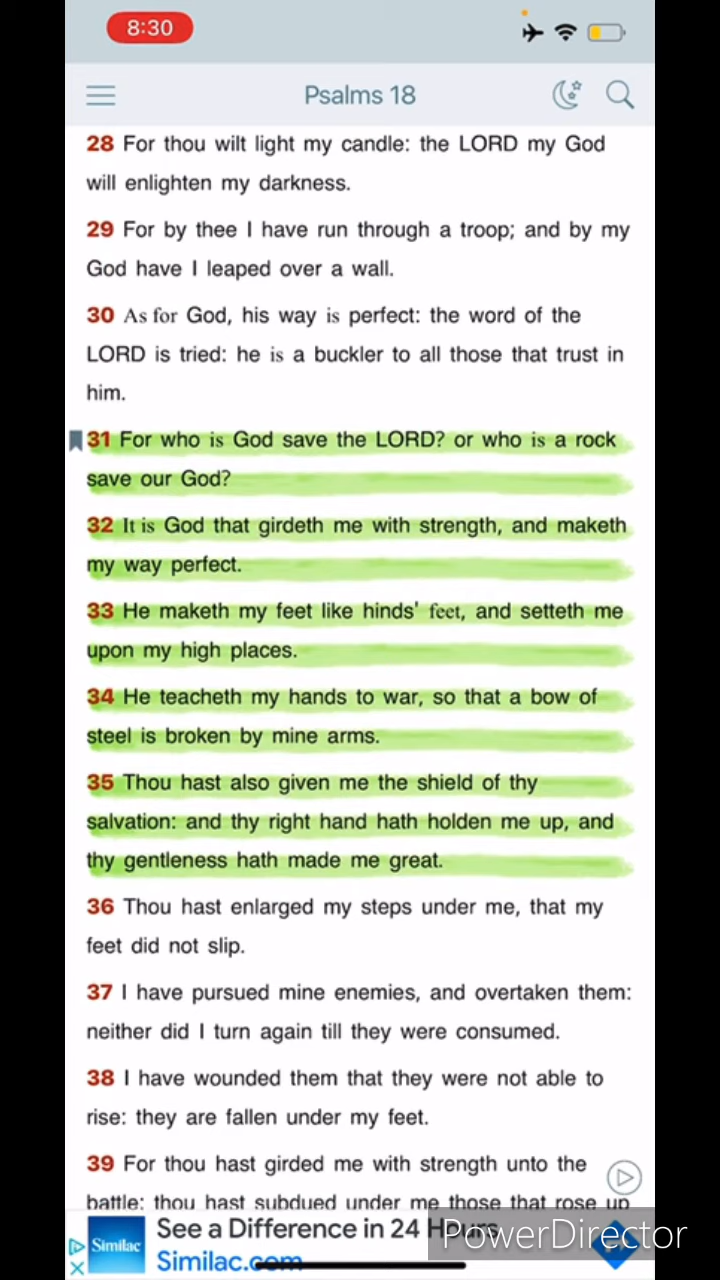 8:30
Psalms 18
28 For thou wilt light my candle: the LORD my God
will enlighten my darkness.
29 For by thee I have run through a troop; and by my
God have I leaped over a wall.
30 As for God, his way is perfect: the word of the
LORD is tried: he is a buckler to all those that trust in
him.
31 For who is God save the LORD? or who is a rock
save our God?
32 It is God that girdeth me with strength, and maketh
my way perfect.
33 He maketh my feet like hinds' feet, and setteth me
upon my high places.
34 He teacheth my hands to war, so that a bow of
steel is broken by mine arms.
35 Thou hast also given me the shield of thy
salvation: and thy right hand hath holden me up, and
thy gentleness hath made me great.
36 Thou hast enlarged my steps under me, that my
feet did not slip.
37 I have pursued mine enemies, and overtaken them:
neither did I turn again till they were consumed.
38 I have wounded them that they were not able to
rise: they are fallen under my feet.
39 For thou hast girded me with strength unto the
battle: thou hast subdued under me those that rose up
See a Difference in 24 Hours
PowerDirector
Similac
Similac.com